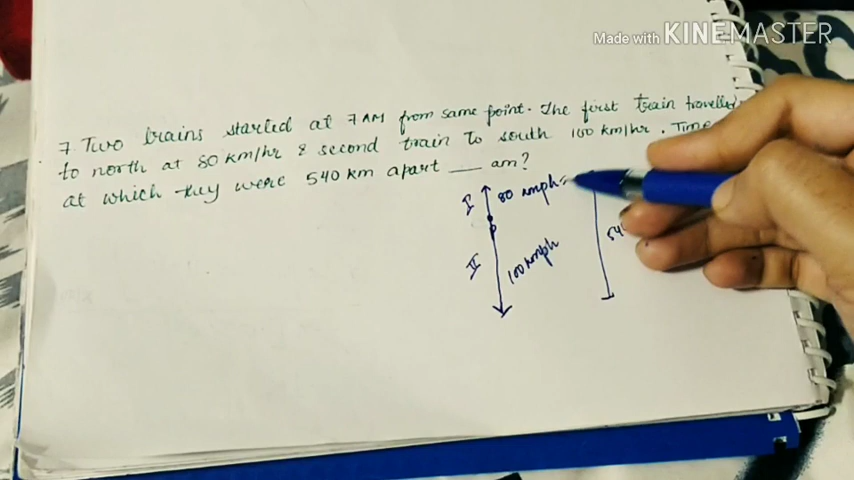 Made with KINEMASTER
7 Two trains started at 7 AM from same point. The first train travelled
to north at 80 km/hr & second train to south 100 km/hr. Time
at which they were 540 km apart ___ am?
I 80 kmph
II 100 kmph